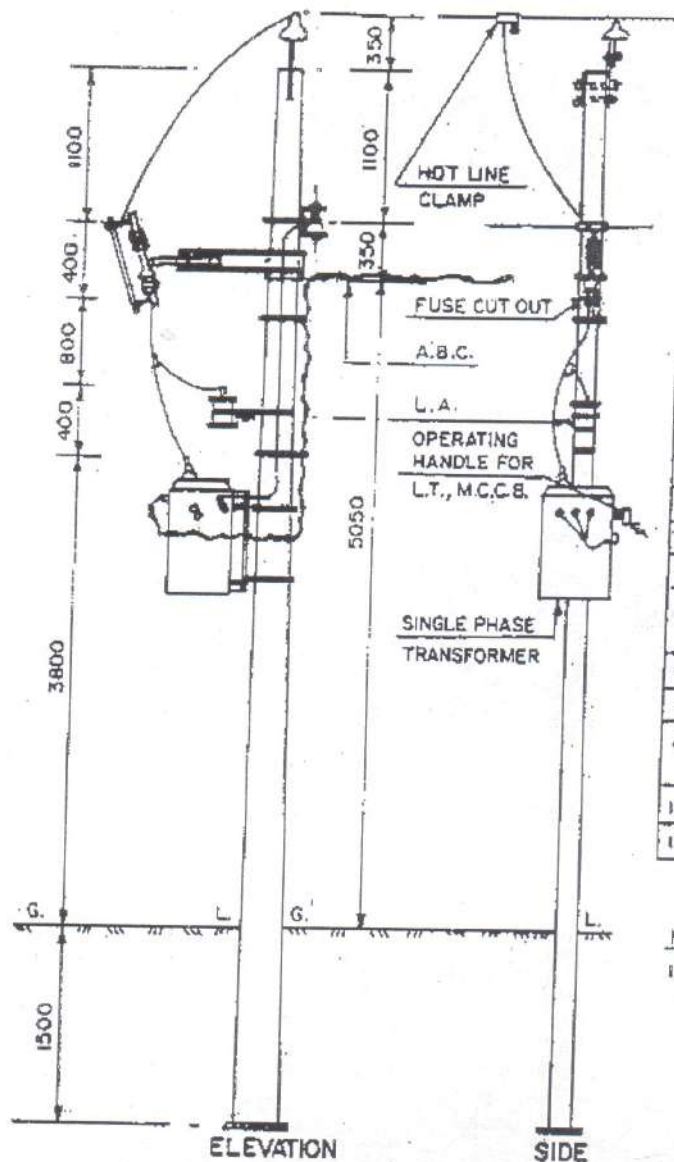 350
1100
1100
HOT LINE
CLAMP
400
350
FUSE CUT OUT
A.B.C.
800
L.A.
400
OPERATING
HANDLE FOR
L.T., M.C.C.B.
5050
SINGLE PHASE
TRANSFORMER
3800
G. L. G. L.
1500
ELEVATION SIDE